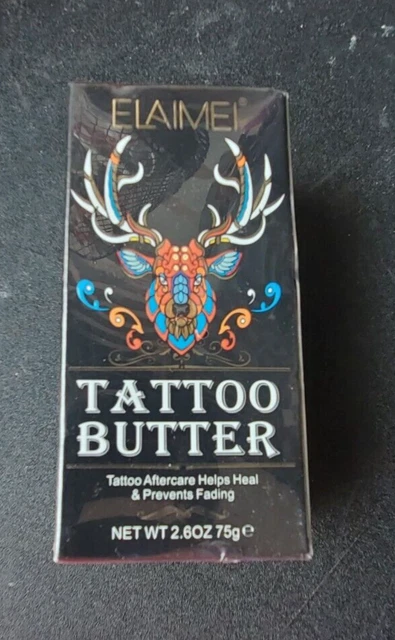 ELAIMEI®
TATTOO
BUTTER
Tattoo Aftercare Helps Heal
& Prevents Fading
NET WT 2.6OZ 75g ℮